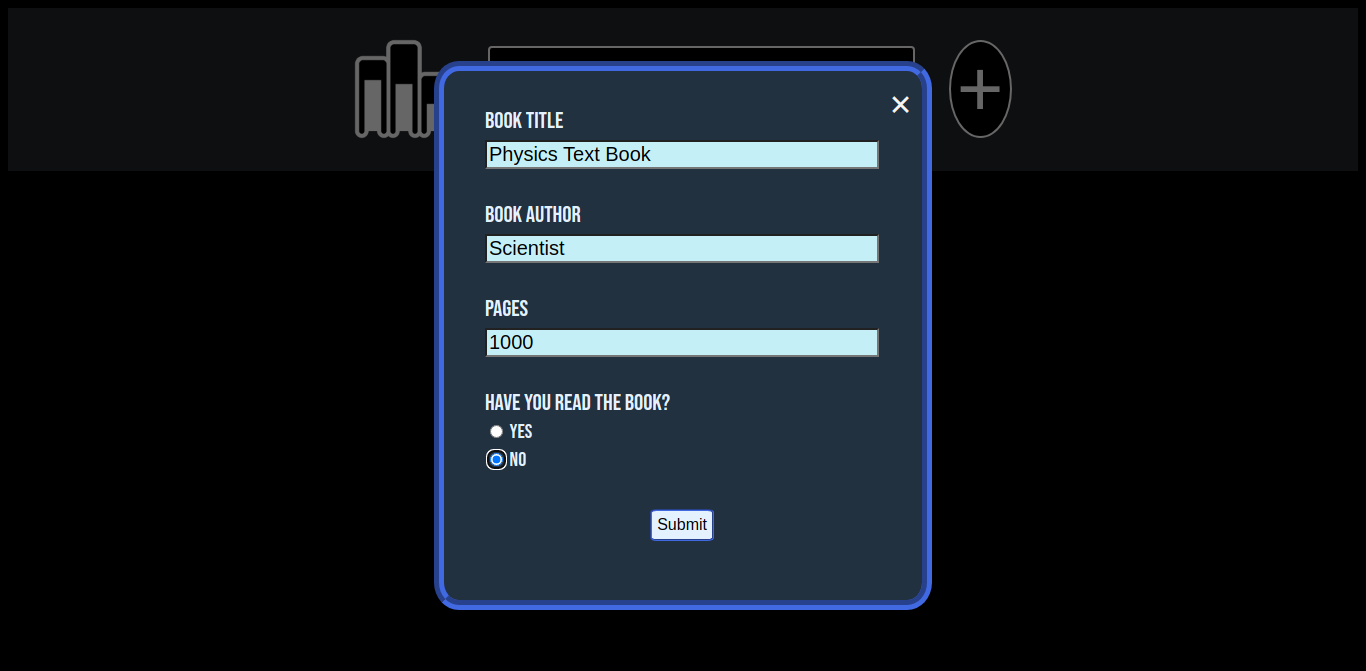 BOOK TITLE
Physics Text Book
BOOK AUTHOR
Scientist
PAGES
1000
HAVE YOU READ THE BOOK?
YES
NO
Submit